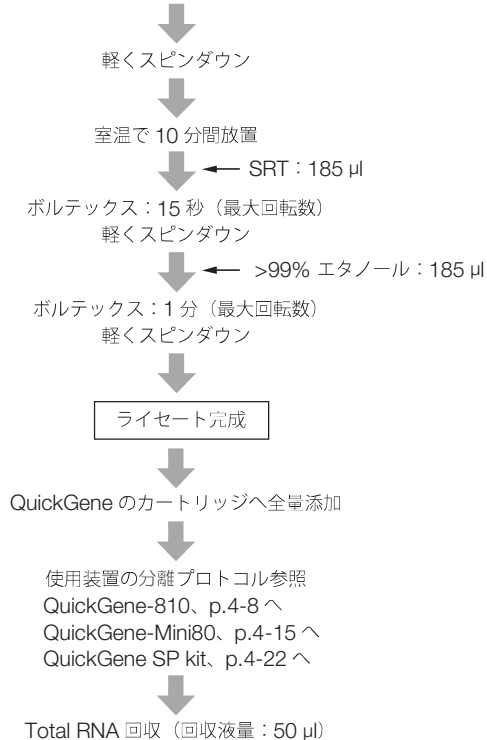 軽くスピンダウン
室温で 10 分間放置
SRT：185 µl
ボルテックス：15 秒（最大回転数）
軽くスピンダウン
>99% エタノール：185 µl
ボルテックス：1 分（最大回転数）
軽くスピンダウン
ライセート完成
QuickGene のカートリッジへ全量添加
使用装置の分離プロトコル参照
QuickGene-810、p.4-8 へ
QuickGene-Mini80、p.4-15 へ
QuickGene SP kit、p.4-22 へ
Total RNA 回収（回収液量：50 µl）